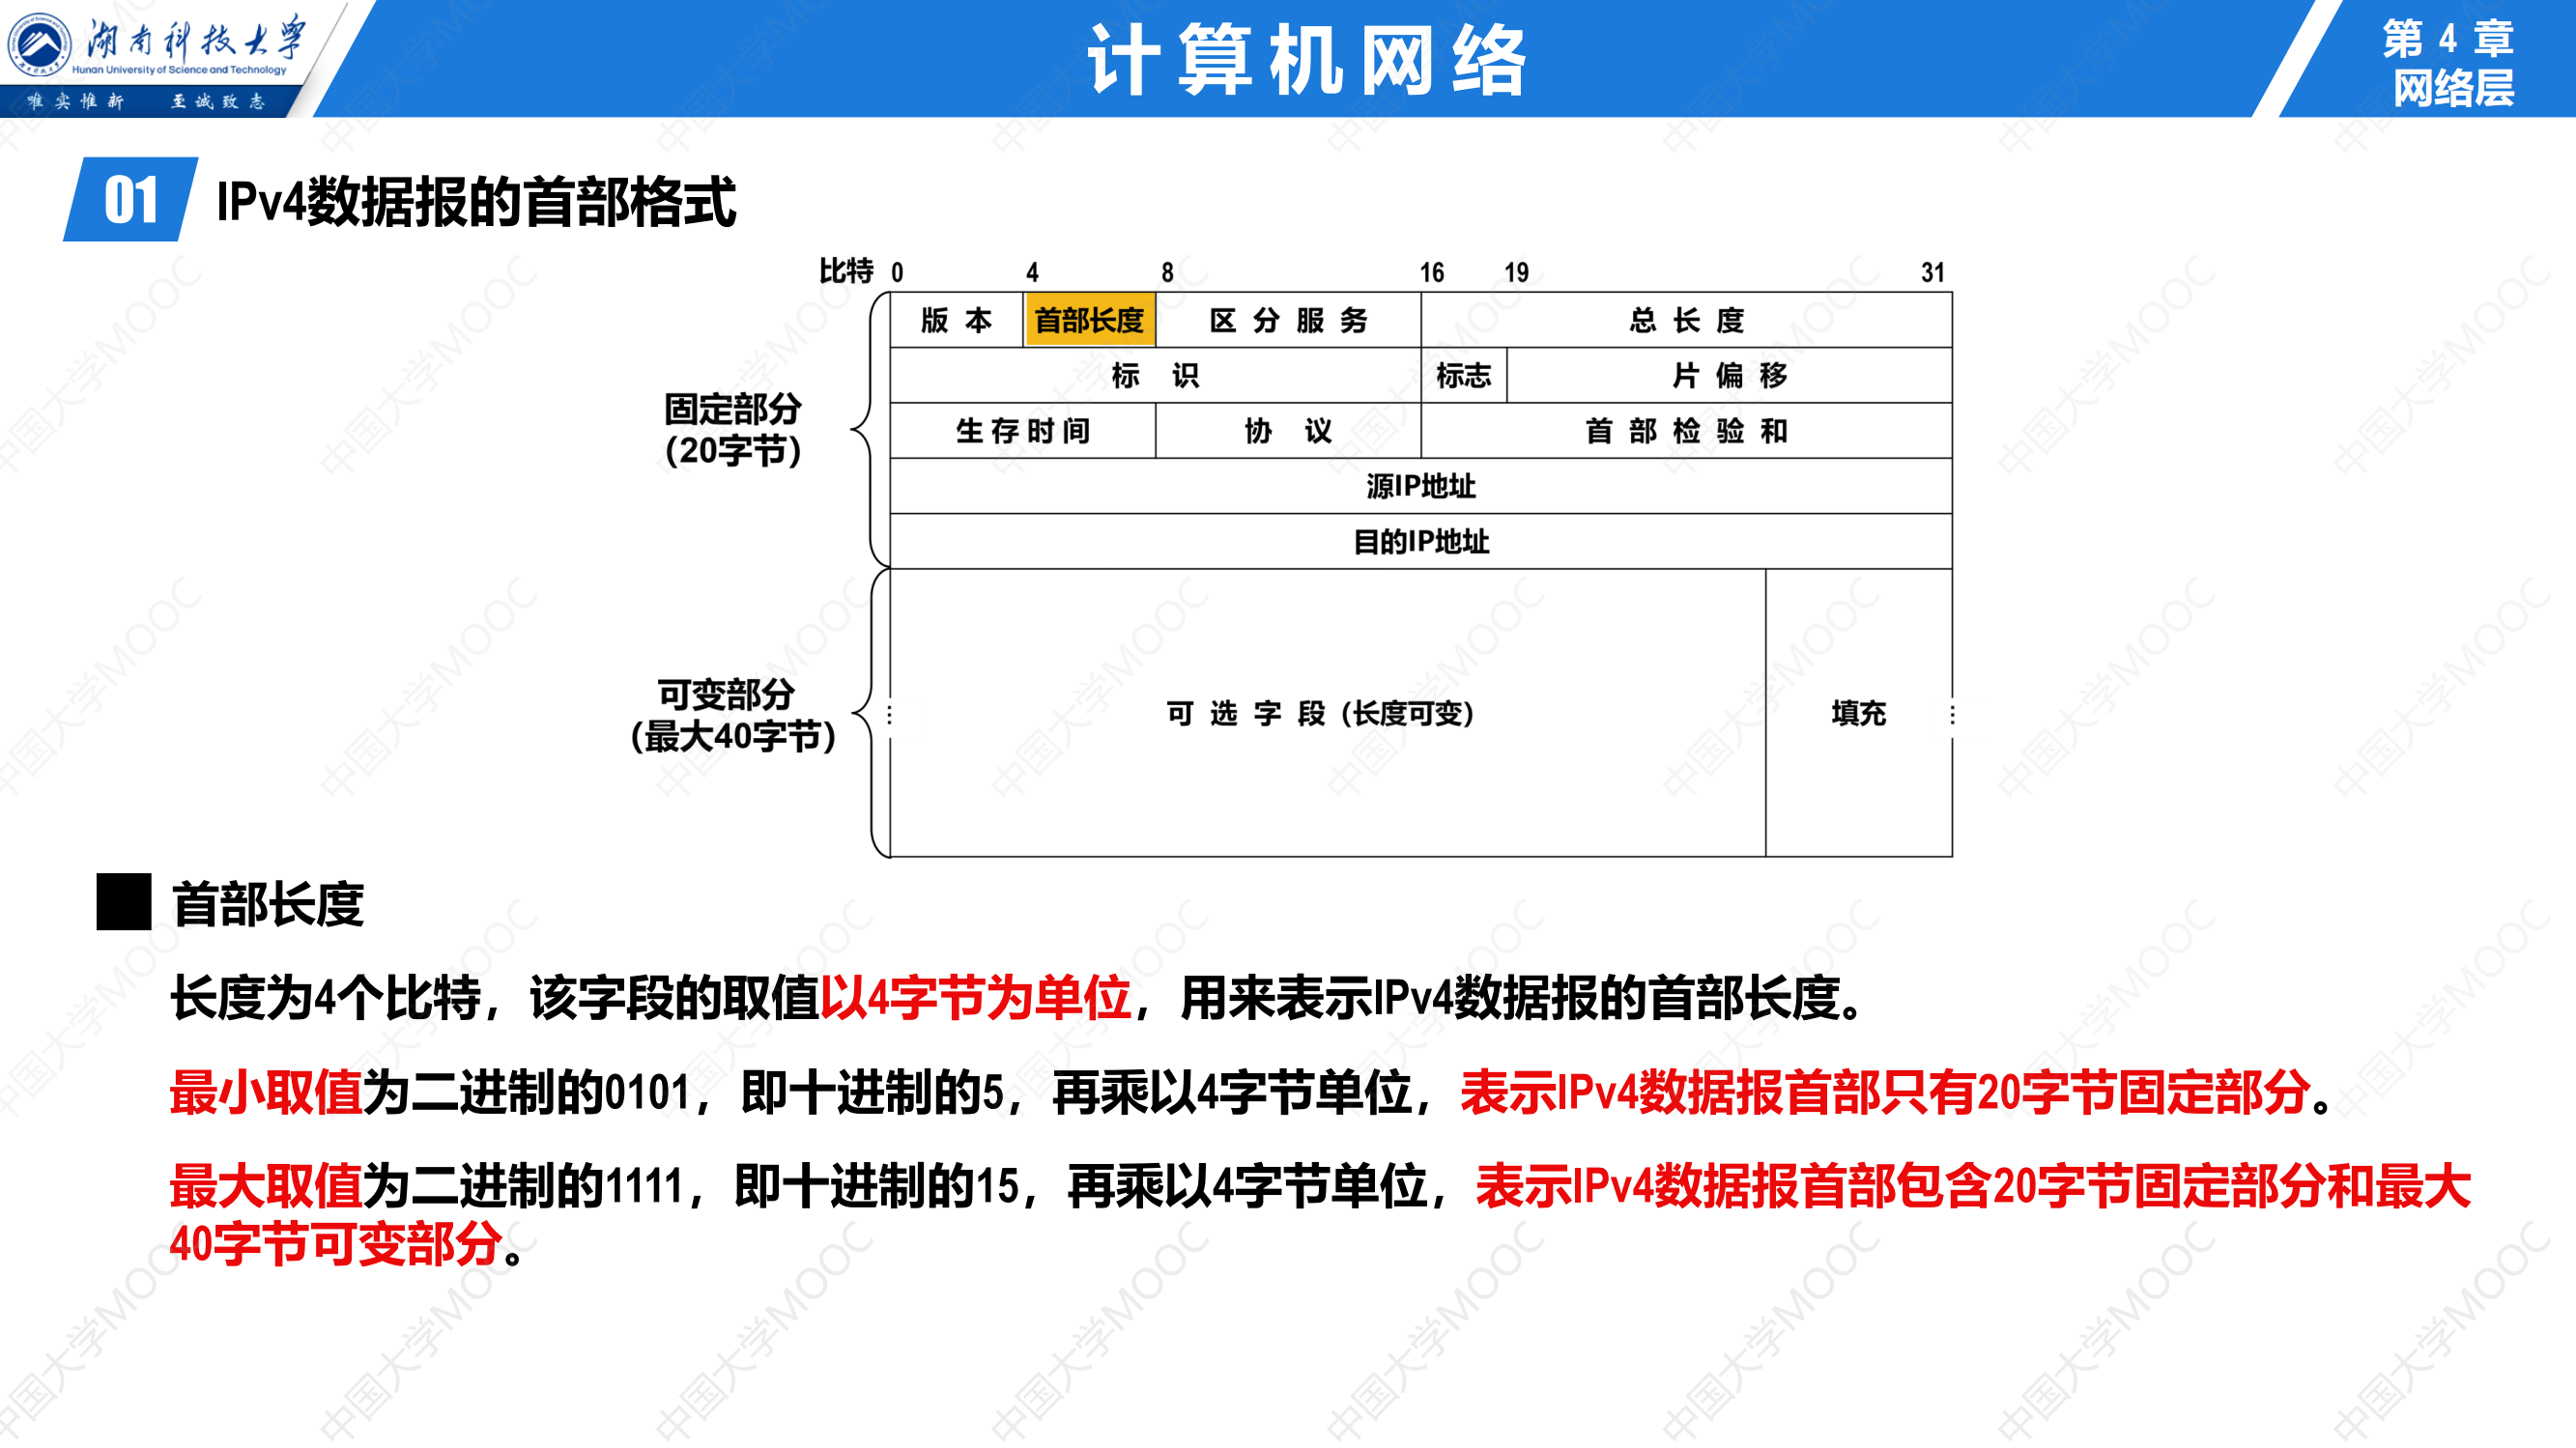 湖南科技大学
Hunan University of Science and Technology
唯实惟新 至诚致志
计算机网络
第 4 章
网络层
01 IPv4数据报的首部格式
比特 0 4 8 16 19 31
版 本 首部长度 区 分 服 务 总 长 度
标 识 标志 片 偏 移
固定部分
(20字节)
生 存 时 间 协 议 首 部 检 验 和
源IP地址
目的IP地址
可变部分
(最大40字节)
可 选 字 段 (长度可变) 填充
首部长度
长度为4个比特，该字段的取值以4字节为单位，用来表示IPv4数据报的首部长度。
最小取值为二进制的0101，即十进制的5，再乘以4字节单位，表示IPv4数据报首部只有20字节固定部分。
最大取值为二进制的1111，即十进制的15，再乘以4字节单位，表示IPv4数据报首部包含20字节固定部分和最大
40字节可变部分。
中国大学MOOC